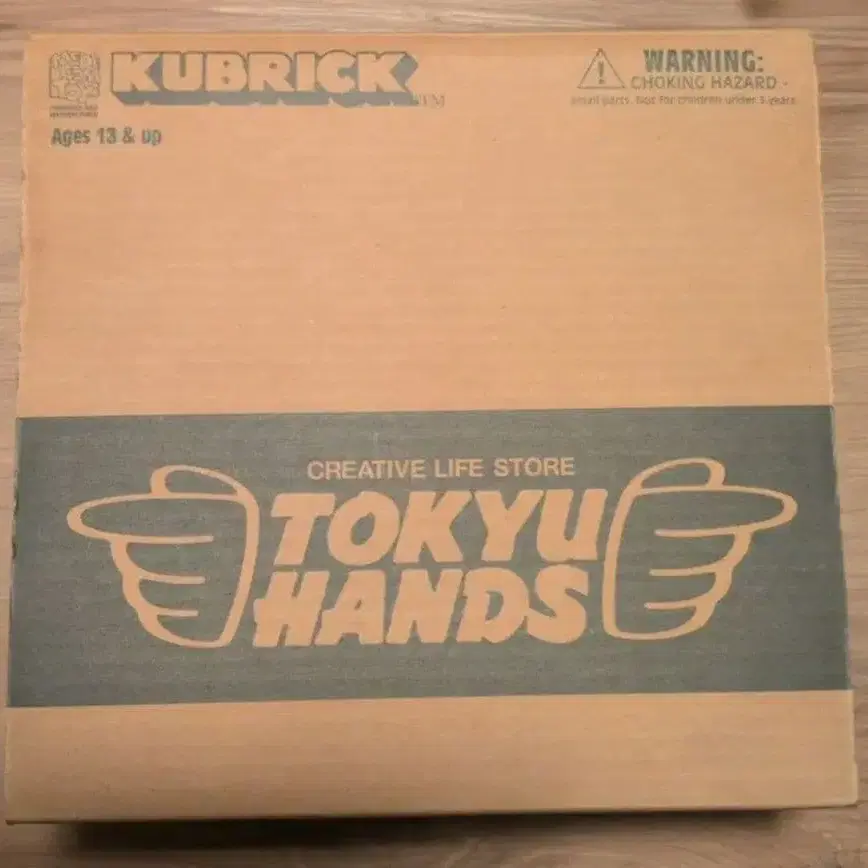 KUBRICK TM
Ages 13 & up
WARNING:
CHOKING HAZARD -
small parts. Not for children under 3 years
CREATIVE LIFE STORE
TOKYU
HANDS